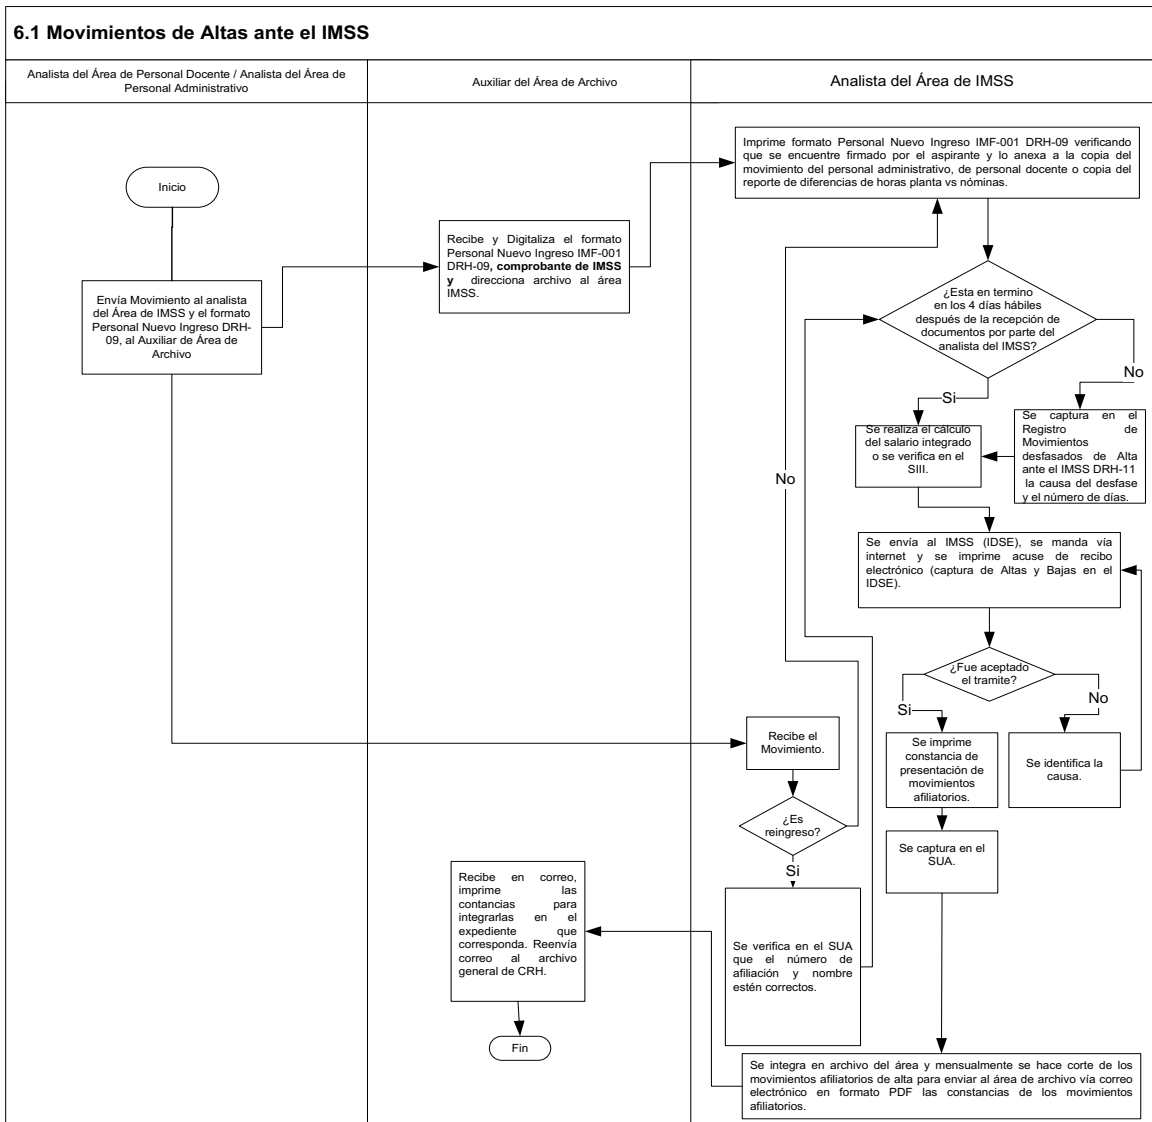 6.1 Movimientos de Altas ante el IMSS
Analista del Área de Personal Docente / Analista del Área de
Personal Administrativo
Auxiliar del Área de Archivo
Analista del Área de IMSS
Inicio
Envía Movimiento al analista
del Área de IMSS y el formato
Personal Nuevo Ingreso DRH-
09, al Auxiliar de Área de
Archivo
Recibe y Digitaliza el formato
Personal Nuevo Ingreso IMF-001
DRH-09, comprobante de IMSS
y direcciona archivo al área
IMSS.
Imprime formato Personal Nuevo Ingreso IMF-001 DRH-09 verificando
que se encuentre firmado por el aspirante y lo anexa a la copia del
movimiento del personal administrativo, de personal docente o copia del
reporte de diferencias de horas planta vs nóminas.
¿Esta en termino
en los 4 días hábiles
después de la recepción de
documentos por parte del
analista del IMSS?
No
Si
Se captura en el
Registro de
Movimientos
desfasados de Alta
ante el IMSS DRH-11
la causa del desfase
y el número de días.
Se realiza el cálculo
del salario integrado
o se verifica en el
SIII.
No
Se envía al IMSS (IDSE), se manda vía
internet y se imprime acuse de recibo
electrónico (captura de Altas y Bajas en el
IDSE).
¿Fue aceptado
el tramite?
Si
No
Se imprime
constancia de
presentación de
movimientos
afiliatorios.
Se identifica la
causa.
Se captura en el
SUA.
Recibe el
Movimiento.
¿Es
reingreso?
Si
Se verifica en el SUA
que el número de
afiliación y nombre
estén correctos.
Recibe en correo,
imprime las
contancias para
integrarlas en el
expediente que
corresponda. Reenvía
correo al archivo
general de CRH.
Fin
Se integra en archivo del área y mensualmente se hace corte de los
movimientos afiliatorios de alta para enviar al área de archivo vía correo
electrónico en formato PDF las constancias de los movimientos
afiliatorios.